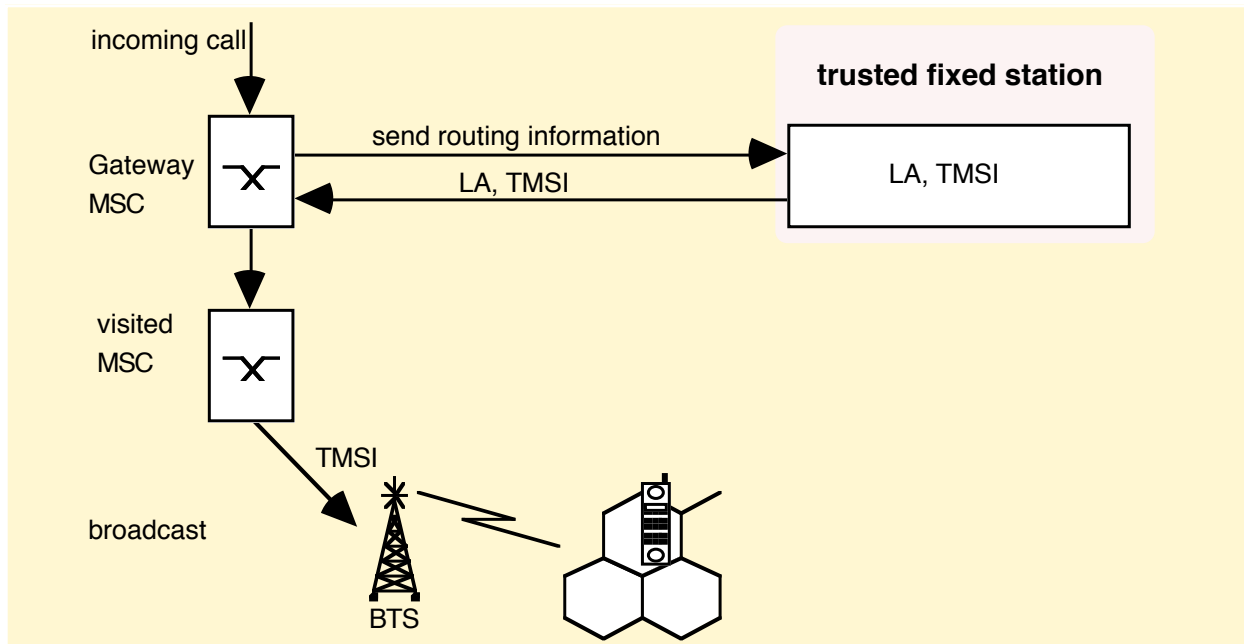 incoming call
trusted fixed station
send routing information
Gateway
MSC
LA, TMSI
LA, TMSI
visited
MSC
TMSI
broadcast
BTS